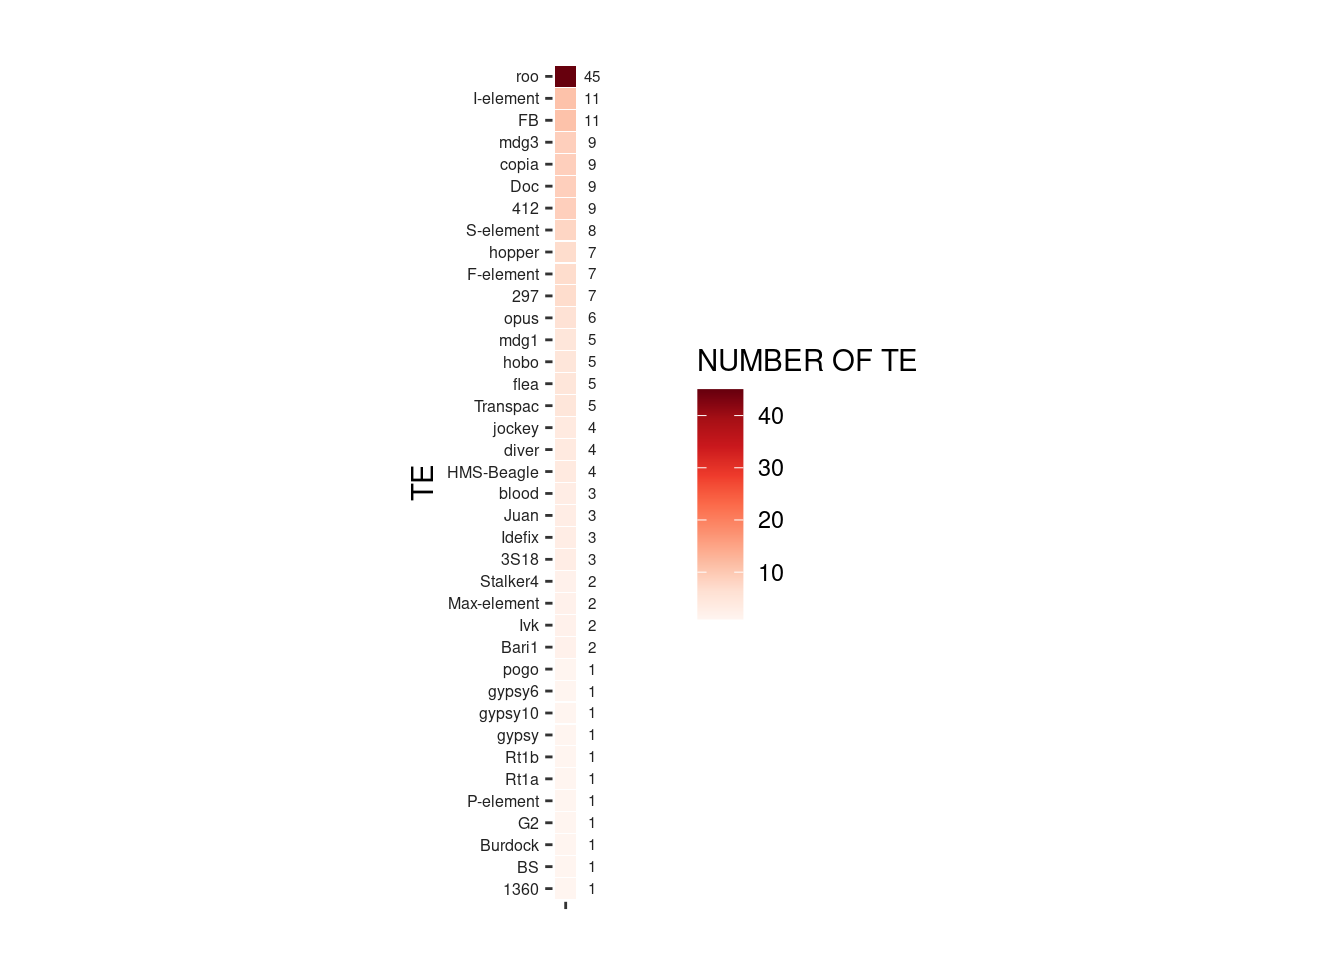 roo 45
I-element 11
FB 11
mdg3 9
copia 9
Doc 9
412 9
S-element 8
hopper 7
F-element 7
297 7
opus 6
mdg1 5
hobo 5
flea 5
Transpac 5
jockey 4
diver 4
HMS-Beagle 4
blood 3
Juan 3
Idefix 3
3S18 3
Stalker4 2
Max-element 2
Ivk 2
Bari1 2
pogo 1
gypsy6 1
gypsy10 1
gypsy 1
Rt1b 1
Rt1a 1
P-element 1
G2 1
Burdock 1
BS 1
1360 1
TE
NUMBER OF TE
40
30
20
10